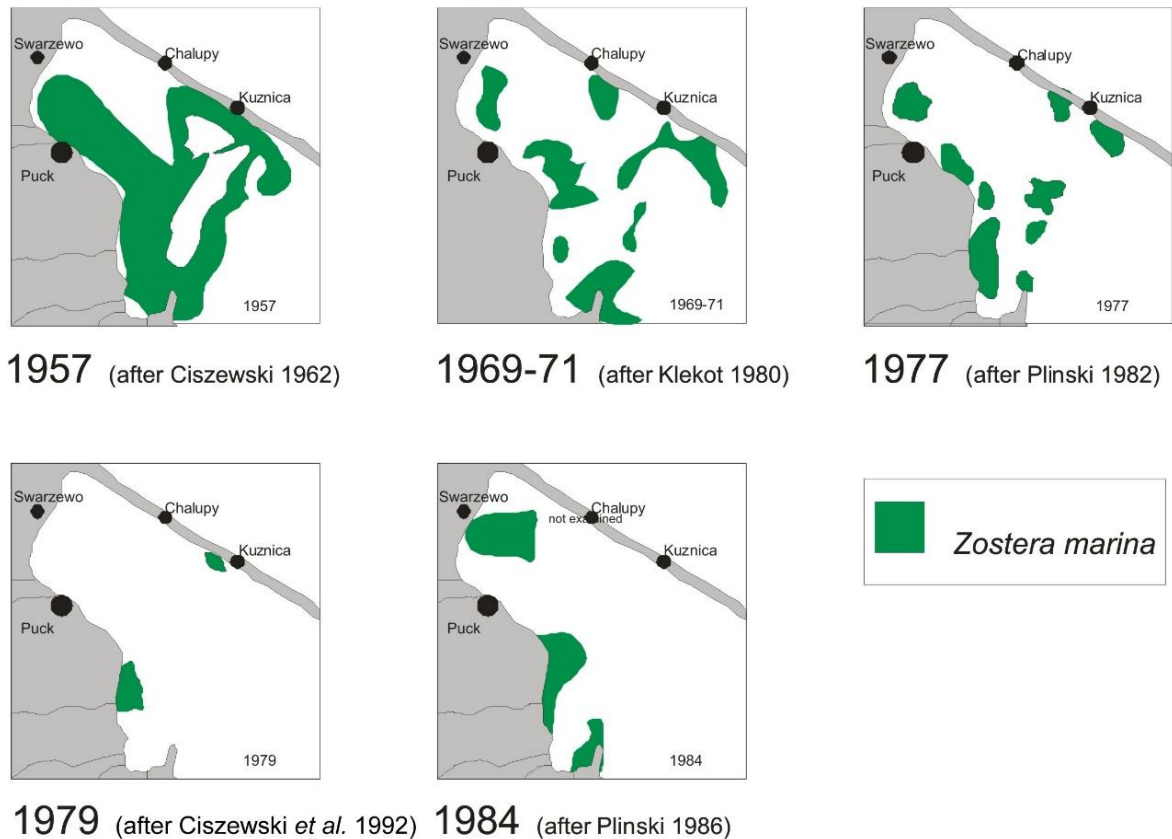 Swarzewo
Chalupy
Kuznica
Puck
1957
1957 (after Ciszewski 1962)
Swarzewo
Chalupy
Kuznica
Puck
1969-71
1969-71 (after Klekot 1980)
Swarzewo
Chalupy
Kuznica
Puck
1977
1977 (after Plinski 1982)
Swarzewo
Chalupy
Kuznica
Puck
1979
1979 (after Ciszewski et al. 1992)
Swarzewo
Chalupy
not examined
Kuznica
Puck
1984
1984 (after Plinski 1986)
Zostera marina